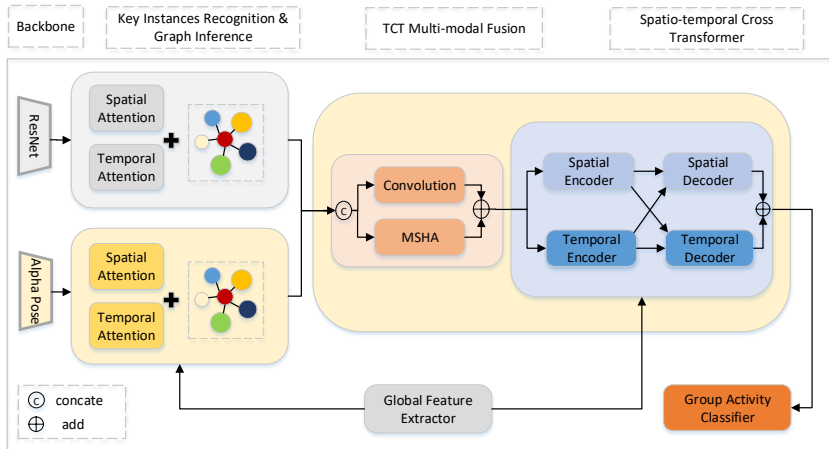 Backbone
Key Instances Recognition &
Graph Inference
TCT Multi-modal Fusion
Spatio-temporal Cross
Transformer
ResNet
Spatial
Attention
Temporal
Attention
Alpha Pose
Spatial
Attention
Temporal
Attention
c
Convolution
MSHA
Spatial
Encoder
Spatial
Decoder
Temporal
Encoder
Temporal
Decoder
c concate
add
Global Feature
Extractor
Group Activity
Classifier